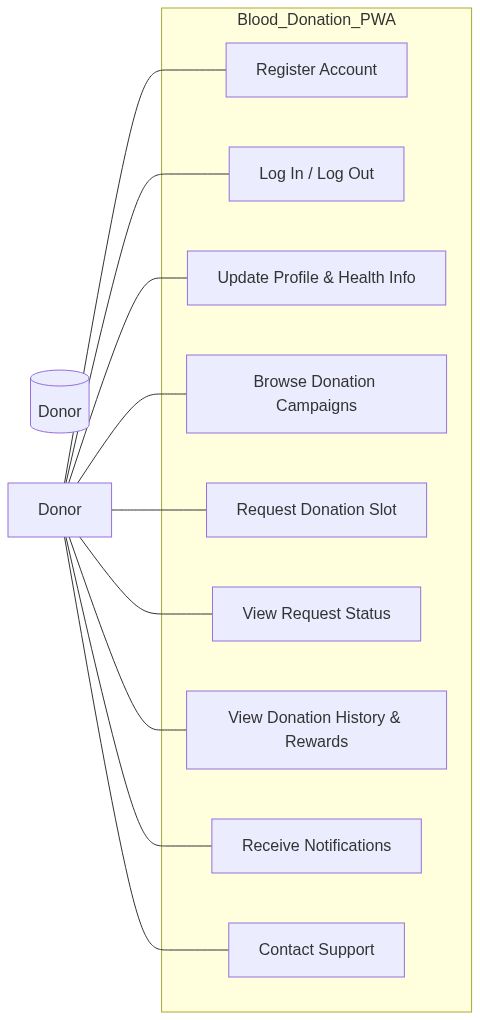 Blood_Donation_PWA
Register Account
Log In / Log Out
Update Profile & Health Info
Browse Donation
Campaigns
Donor
Donor
Request Donation Slot
View Request Status
View Donation History &
Rewards
Receive Notifications
Contact Support